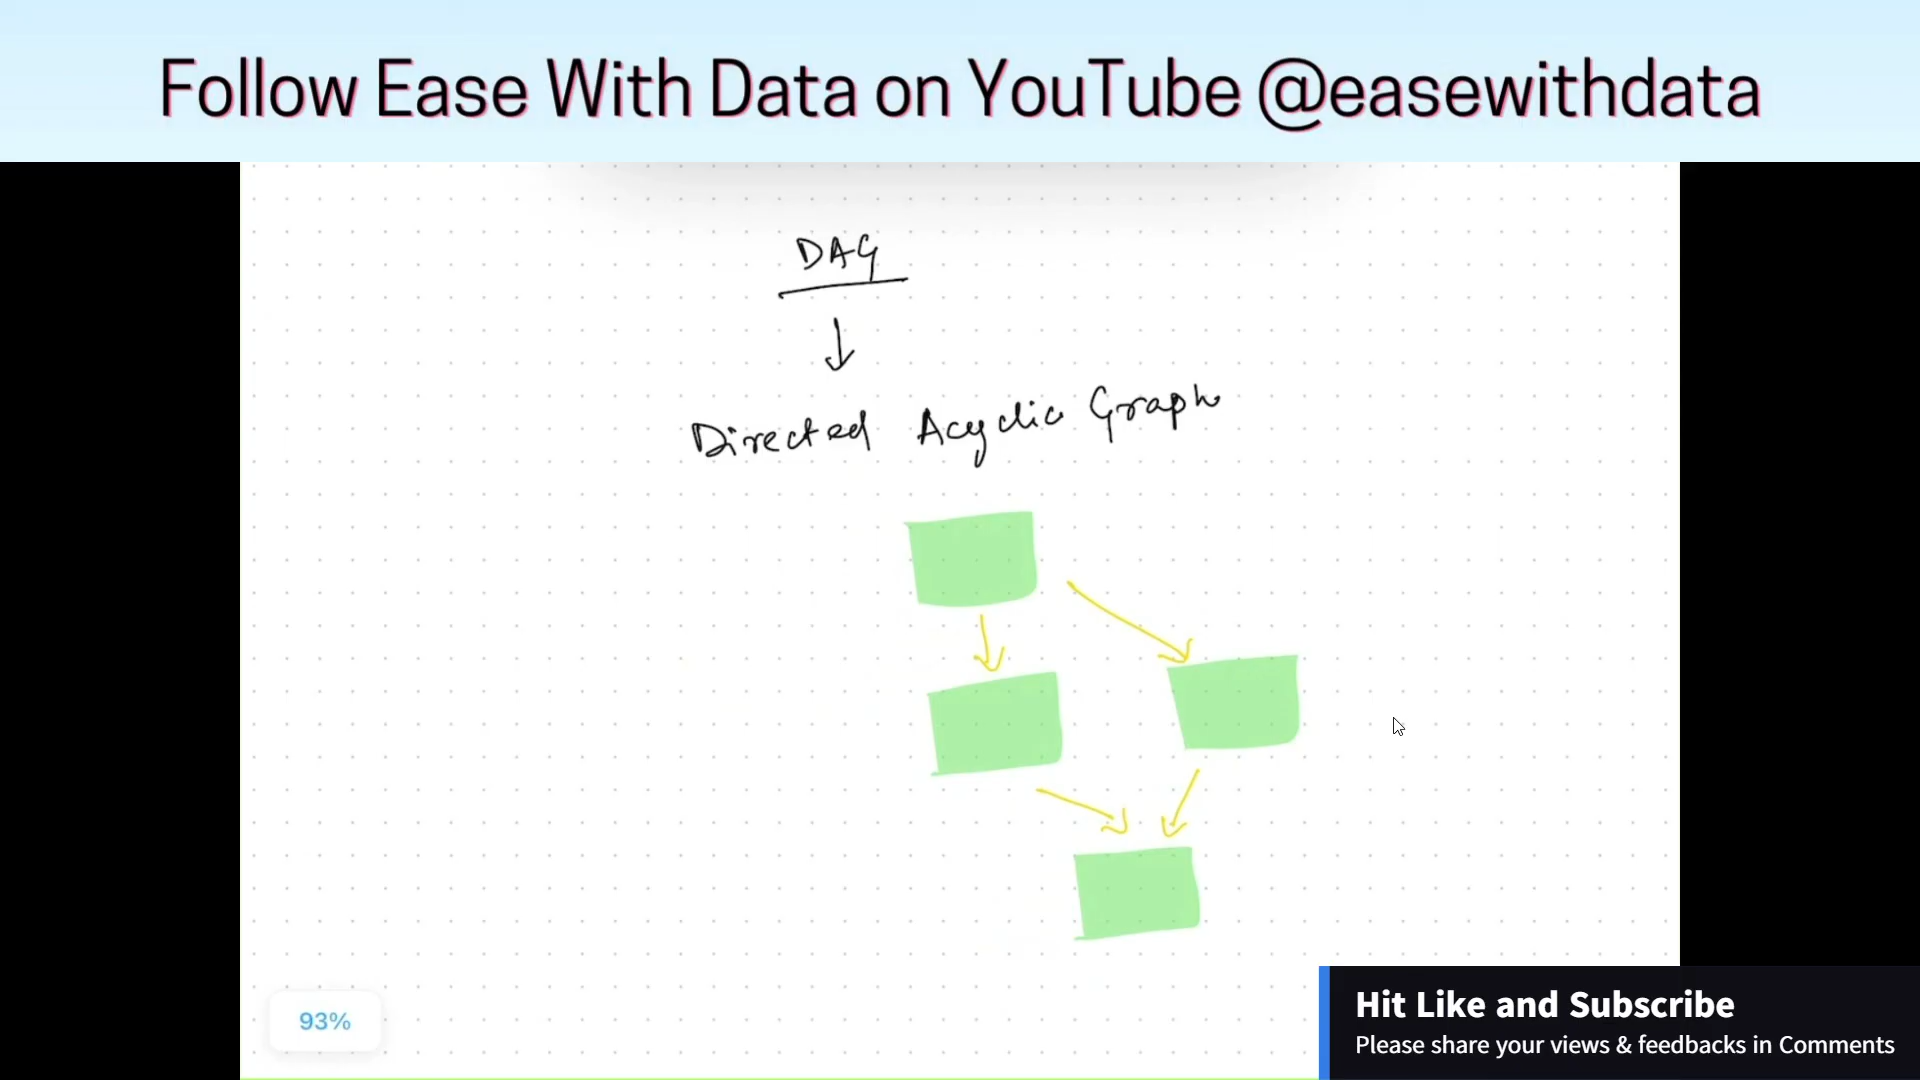 Follow Ease With Data on YouTube @easewithdata
DAG
Directed Acyclic Graph
93%
Hit Like and Subscribe
Please share your views & feedbacks in Comments